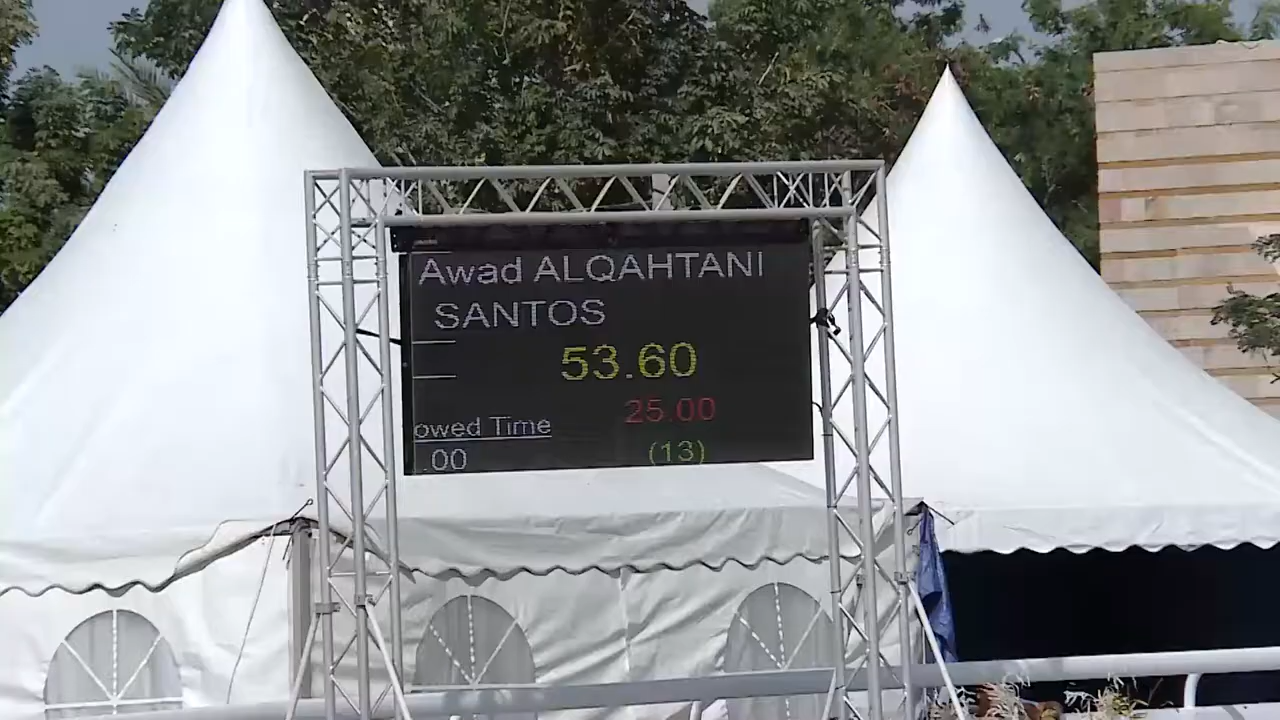 Awad ALQAHTANI
SANTOS
53.60
25.00
owed Time
.00
(13)